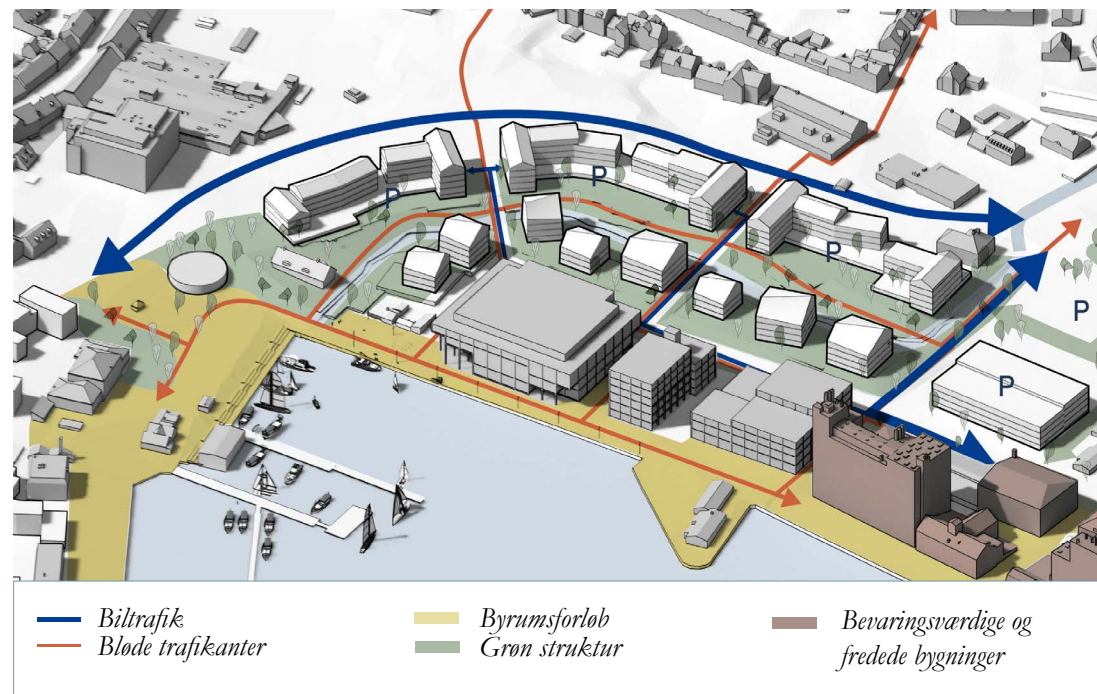 P
P
P
P
P
Biltrafik
Bløde trafikanter
Byrumsforløb
Grøn struktur
Bevaringsværdige og
fredede bygninger